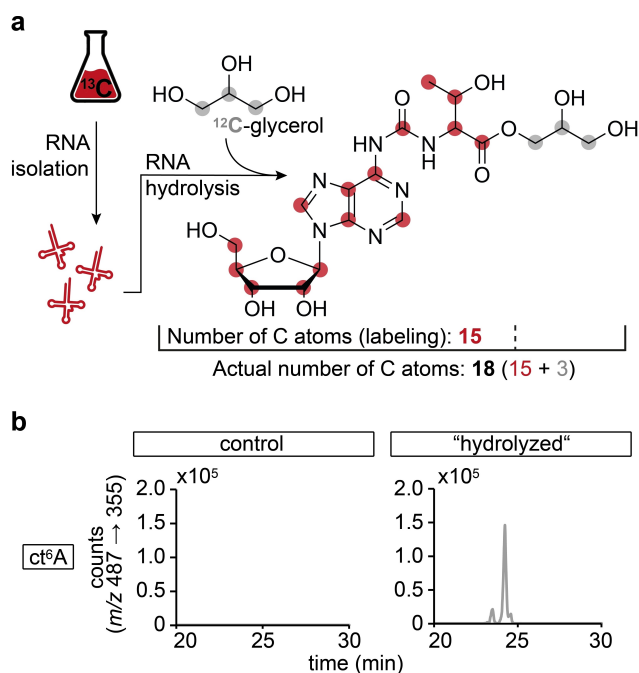 a
¹³C
OH
HO
OH
¹²C-glycerol
RNA
isolation
RNA
hydrolysis
OH
O
OH
NH
N
H
O
OH
OH
O
N
N
N
N
HO
O
OH
OH
Number of C atoms (labeling): 15
Actual number of C atoms: 18 (15 + 3)
b
control
“hydrolyzed“
ct⁶A
counts
(m/z 487 → 355)
x10⁵
2.0
1.5
1.0
0.5
0
20
25
30
x10⁵
2.0
1.5
1.0
0.5
0
20
25
30
time (min)